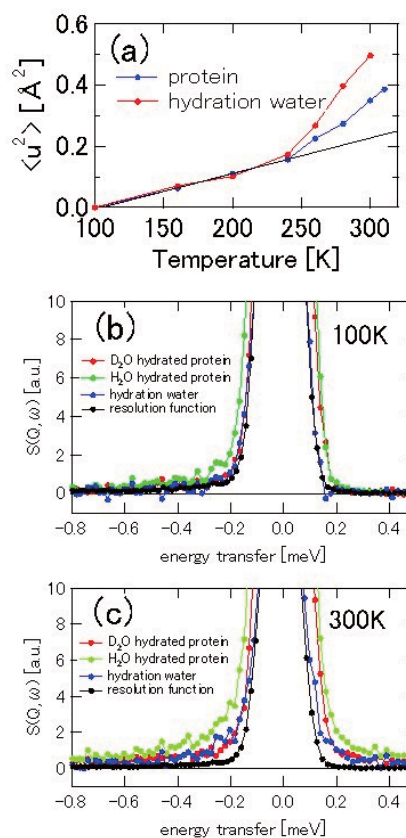 (a)
<u²> [Å²]
0.6
0.4
0.2
0.0
protein
hydration water
100 150 200 250 300
Temperature [K]
(b)
100K
S(Q, ω) [a.u.]
10
8
6
4
2
0
D₂O hydrated protein
H₂O hydrated protein
hydration water
resolution function
-0.8 -0.6 -0.4 -0.2 0.0 0.2 0.4
energy transfer [meV]
(c)
300K
S(Q, ω) [a.u.]
10
8
6
4
2
0
D₂O hydrated protein
H₂O hydrated protein
hydration water
resolution function
-0.8 -0.6 -0.4 -0.2 0.0 0.2 0.4
energy transfer [meV]